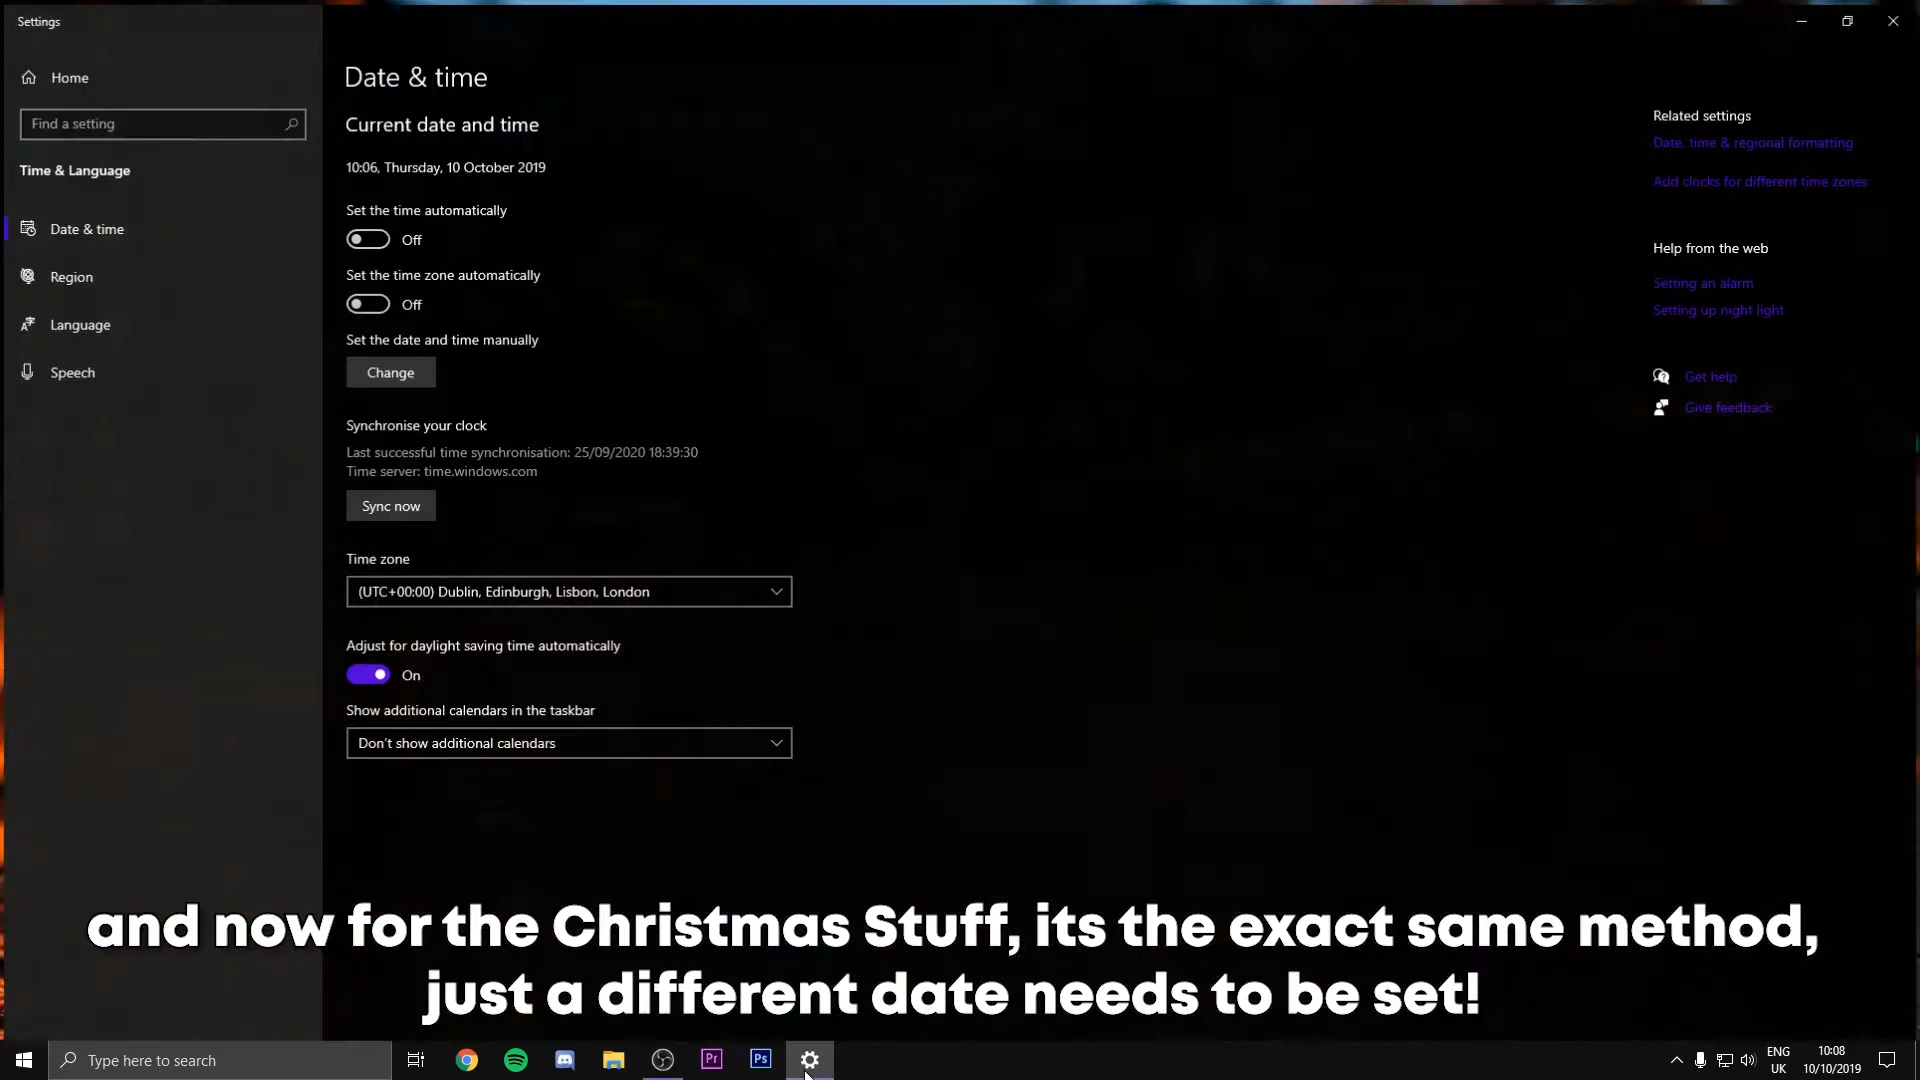 Settings
Home
Find a setting
Time & Language
Date & time
Region
Language
Speech
Date & time
Current date and time
10:06, Thursday, 10 October 2019
Set the time automatically
Off
Set the time zone automatically
Off
Set the date and time manually
Change
Synchronise your clock
Last successful time synchronisation: 25/09/2020 18:39:30
Time server: time.windows.com
Sync now
Time zone
(UTC+00:00) Dublin, Edinburgh, Lisbon, London
Adjust for daylight saving time automatically
On
Show additional calendars in the taskbar
Don't show additional calendars
Related settings
Date, time & regional formatting
Add clocks for different time zones
Help from the web
Setting an alarm
Setting up night light
Get help
Give feedback
and now for the Christmas Stuff, its the exact same method,
just a different date needs to be set!
Type here to search
Pr
Ps
ENG
UK
10:08
10/10/2019